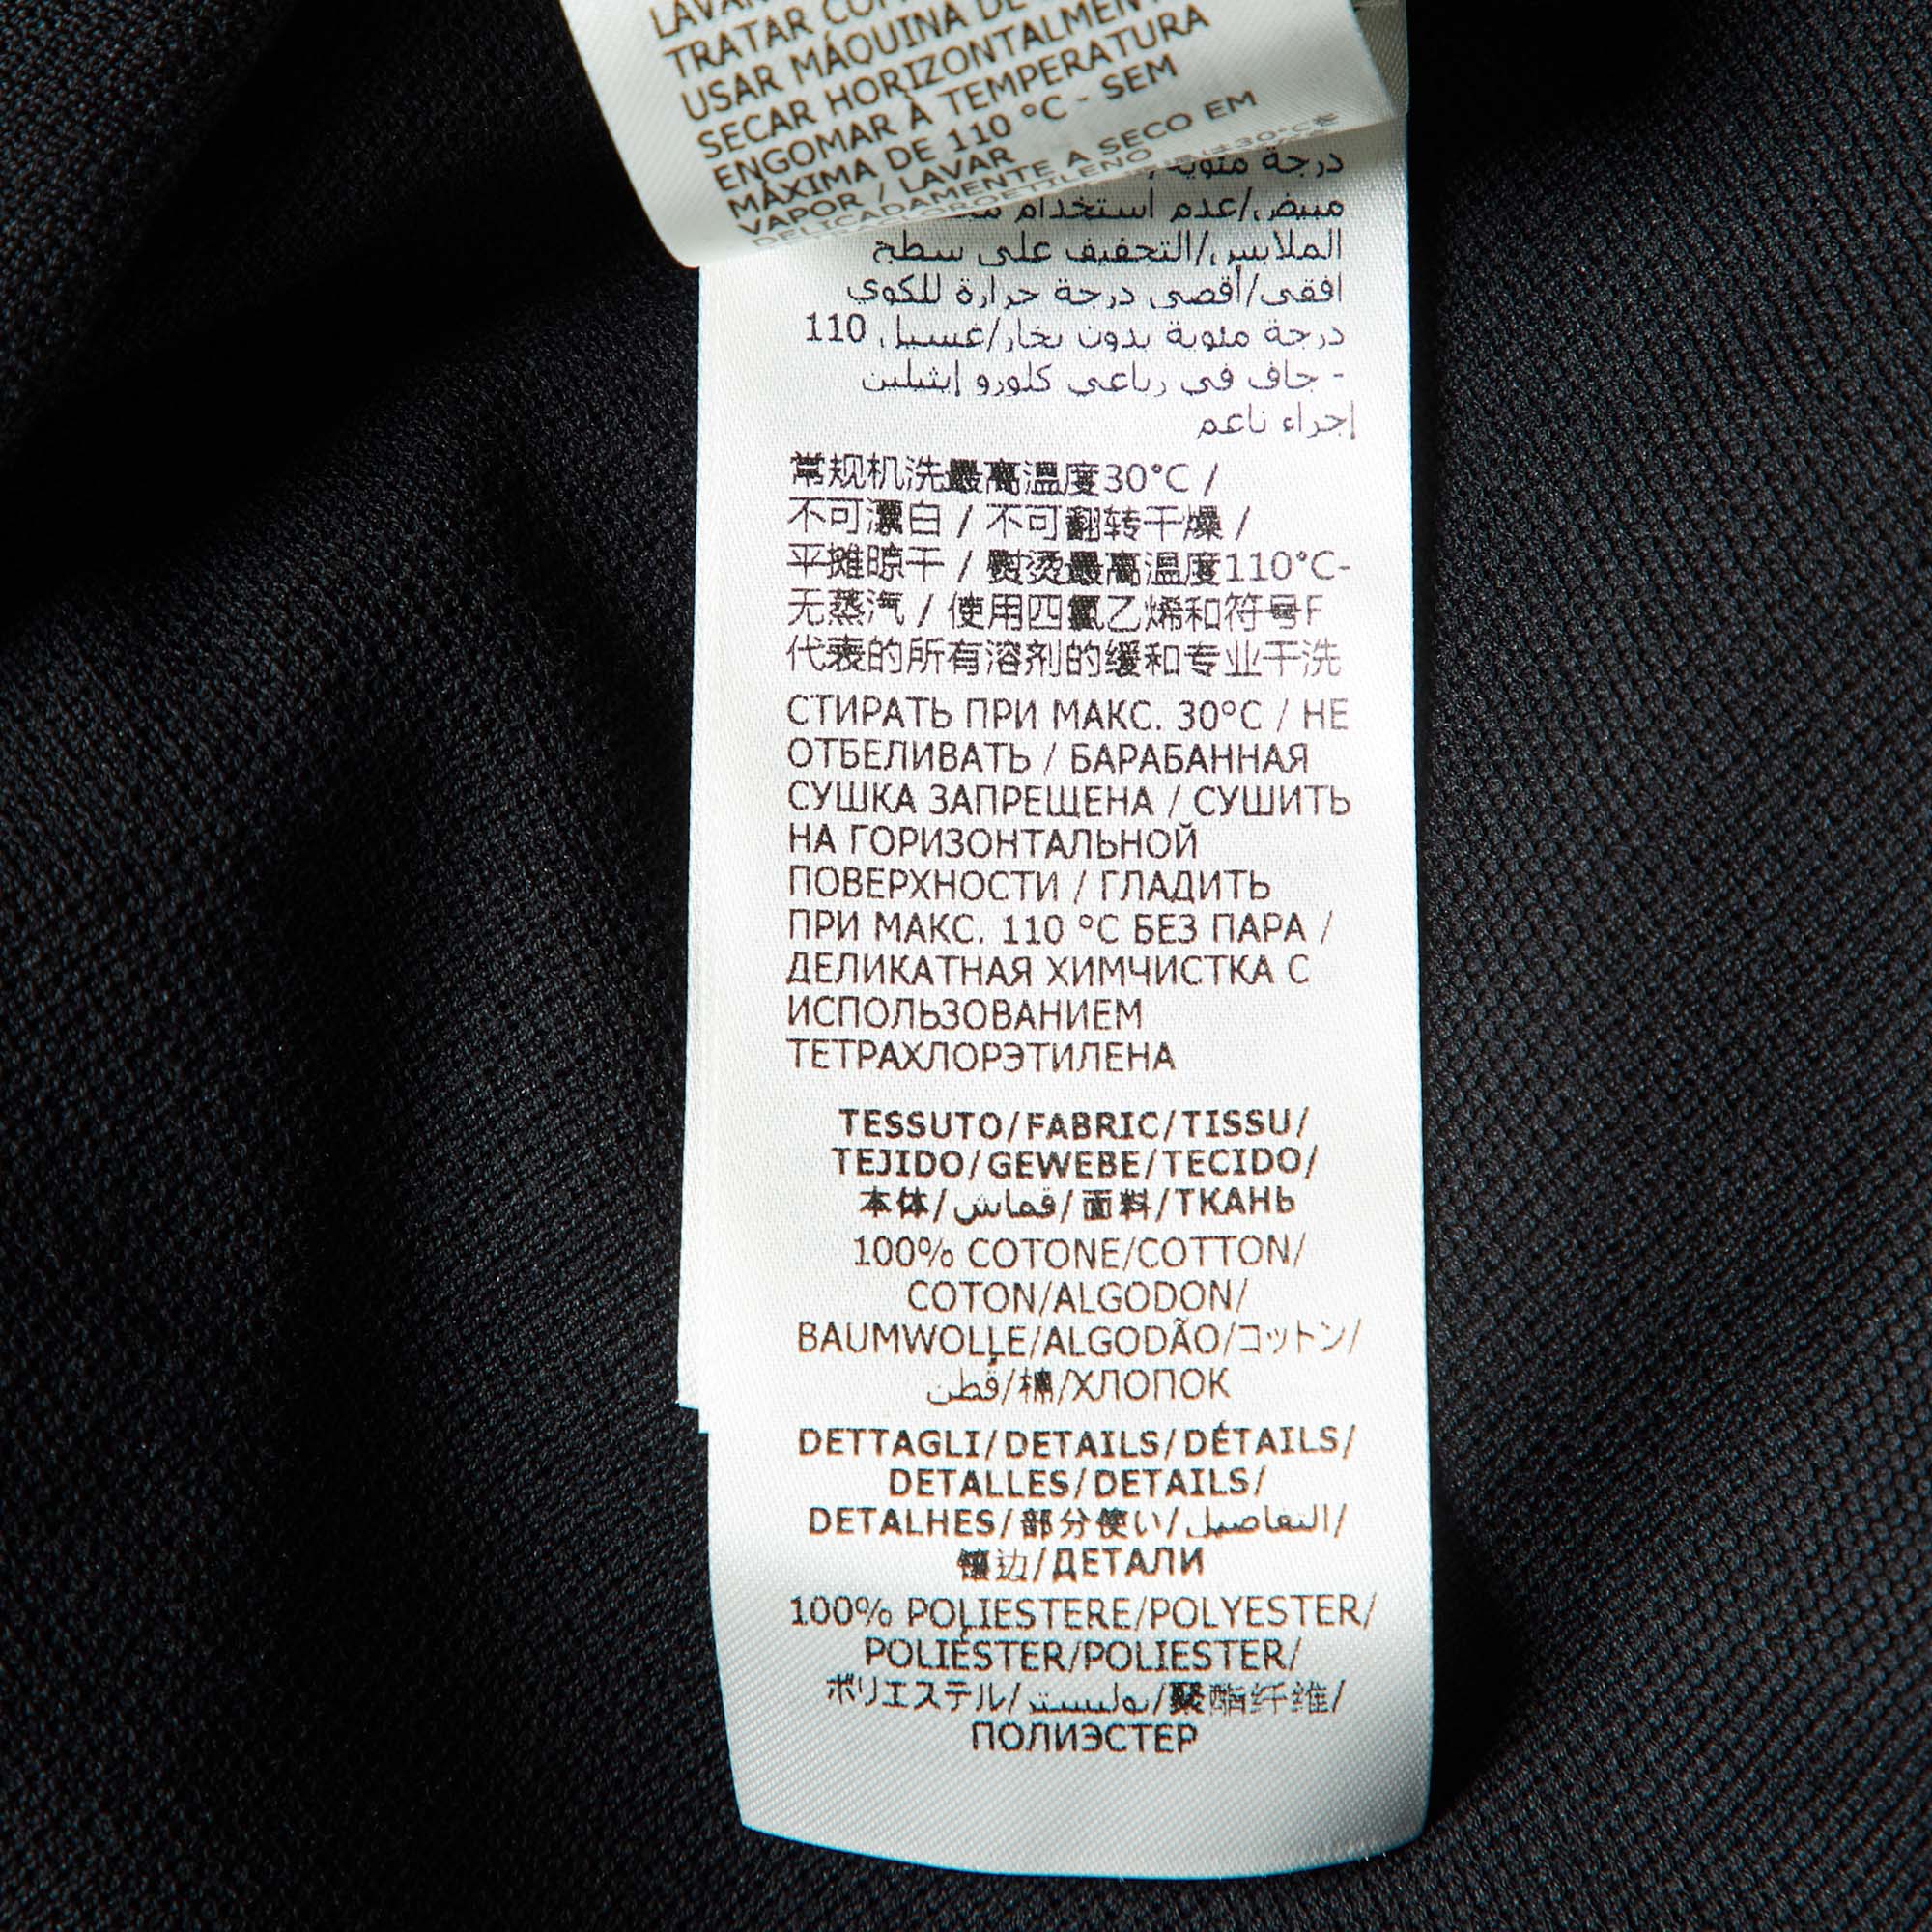 TRATAR
USAR MÁQUINA DE
SECAR HORIZONTALMEN
ENGOMAR À TEMPERATURA
MÁXIMA DE 110 °C - SEM
VAPOR / LAVAR
DELICADAMENTE A SECO EM
درجة مئوية/
مبيض/عدم استخدام
الملابس/التجفيف على سطح
افقى/أقصى درجة حرارة للكوي
درجة مئوية بدون بخار/غسيل 110
- جاف في رباعي كلورو إيثيلين
إجراء ناعم
常规机洗最高温度30°C /
不可漂白 / 不可翻转干燥 /
平摊晾干 / 熨烫最高温度110°C-
无蒸汽 / 使用四氯乙烯和符号F
代表的所有溶剂的缓和专业干洗
СТИРАТЬ ПРИ МАКС. 30°C / НЕ
ОТБЕЛИВАТЬ / БАРАБАННАЯ
СУШКА ЗАПРЕЩЕНА / СУШИТЬ
НА ГОРИЗОНТАЛЬНОЙ
ПОВЕРХНОСТИ / ГЛАДИТЬ
ПРИ МАКС. 110 °C БЕЗ ПАРА /
ДЕЛИКАТНАЯ ХИМЧИСТКА С
ИСПОЛЬЗОВАНИЕМ
ТЕТРАХЛОРЭТИЛЕНА
TESSUTO/FABRIC/TISSU/
TEJIDO/GEWEBE/TECIDO/
本体/قماش/面料/ТКАНЬ
100% COTONE/COTTON/
COTON/ALGODON/
BAUMWOLLE/ALGODÃO/コットン/
قطن/棉/ХЛОПОК
DETTAGLI/DETAILS/DÉTAILS/
DETALLES/DETAILS/
DETALHES/部分使い/التفاصيل/
镶边/ДЕТАЛИ
100% POLIESTERE/POLYESTER/
POLIÉSTER/POLIESTER/
ポリエステル/بوليستر/聚酯纤维/
ПОЛИЭСТЕР